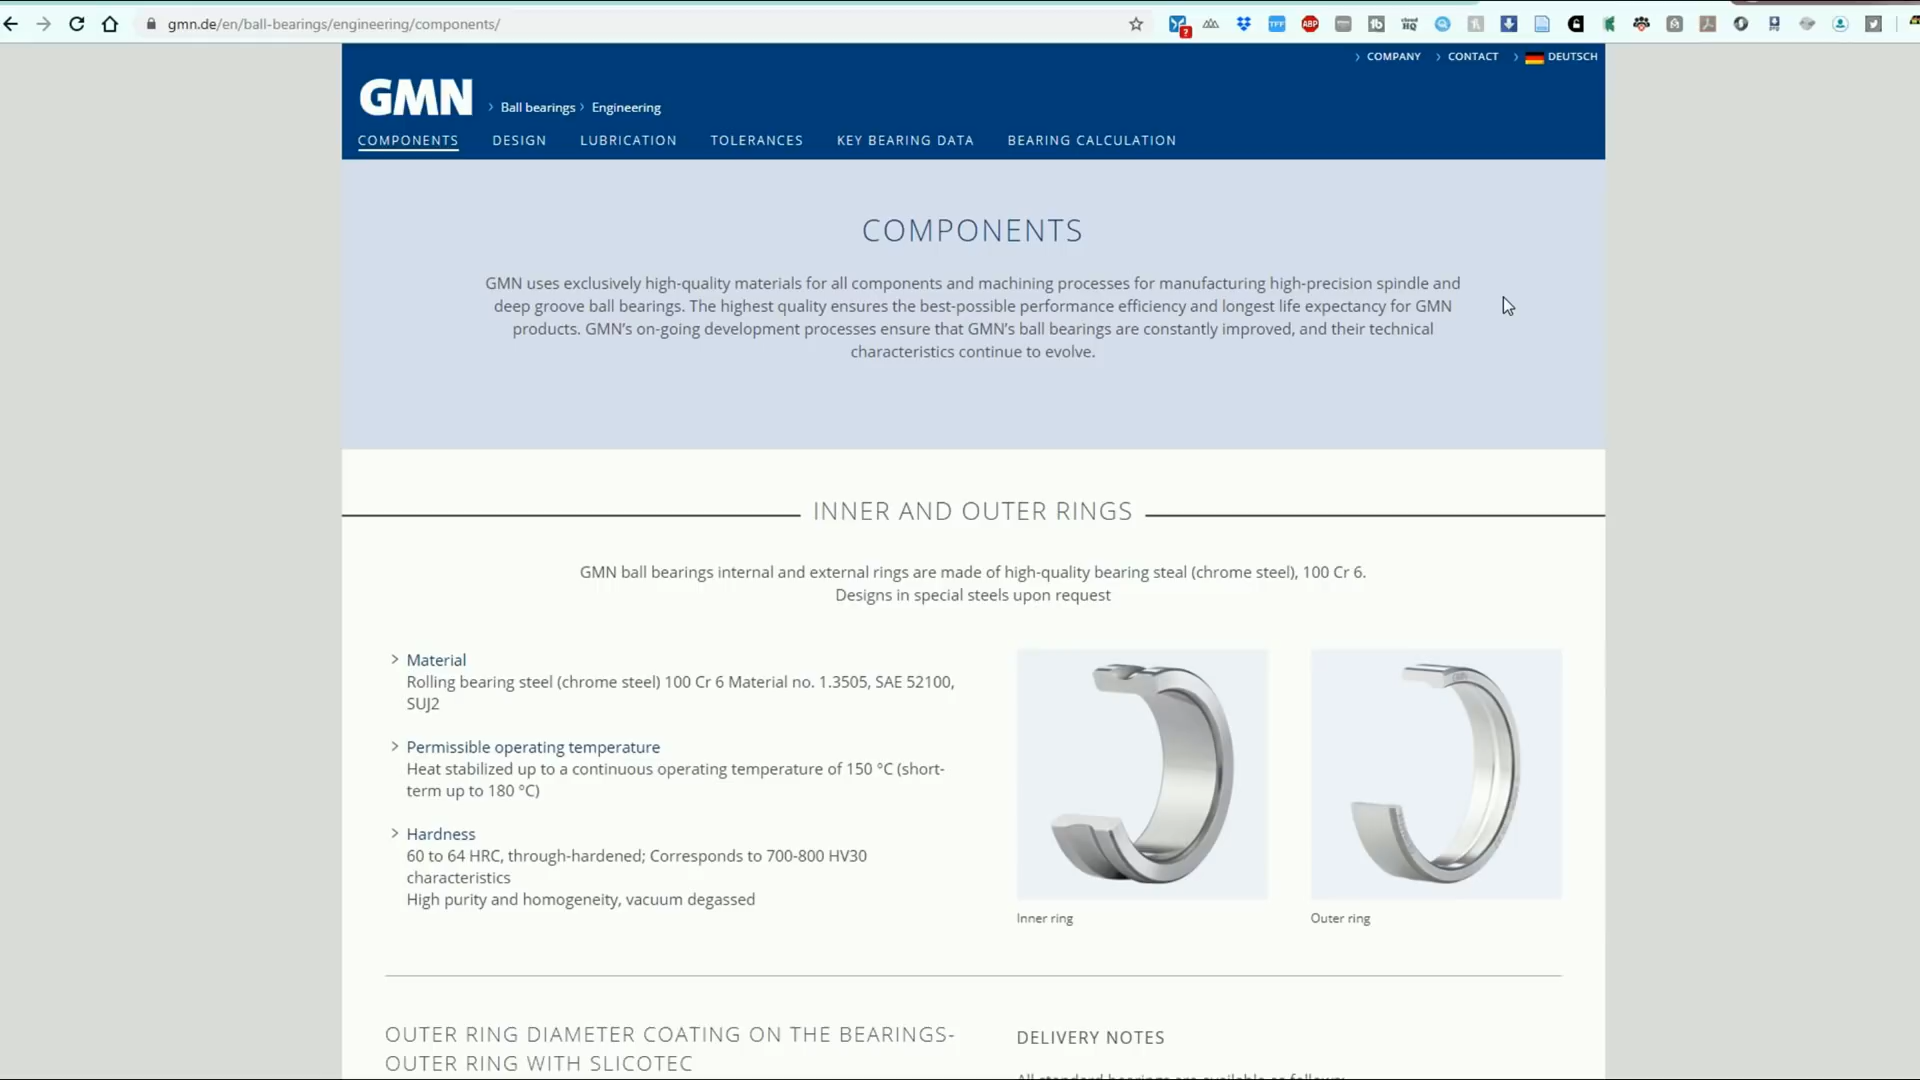 gmn.de/en/ball-bearings/engineering/components/
COMPANY
CONTACT
DEUTSCH
GMN
Ball bearings
Engineering
COMPONENTS
DESIGN
LUBRICATION
TOLERANCES
KEY BEARING DATA
BEARING CALCULATION
COMPONENTS
GMN uses exclusively high-quality materials for all components and machining processes for manufacturing high-precision spindle and
deep groove ball bearings. The highest quality ensures the best-possible performance efficiency and longest life expectancy for GMN
products. GMN's on-going development processes ensure that GMN's ball bearings are constantly improved, and their technical
characteristics continue to evolve.
INNER AND OUTER RINGS
GMN ball bearings internal and external rings are made of high-quality bearing steal (chrome steel), 100 Cr 6.
Designs in special steels upon request
Material
Rolling bearing steel (chrome steel) 100 Cr 6 Material no. 1.3505, SAE 52100,
SUJ2
Permissible operating temperature
Heat stabilized up to a continuous operating temperature of 150 °C (short-
term up to 180 °C)
Hardness
60 to 64 HRC, through-hardened; Corresponds to 700-800 HV30
characteristics
High purity and homogeneity, vacuum degassed
Inner ring
Outer ring
OUTER RING DIAMETER COATING ON THE BEARINGS-
OUTER RING WITH SLICOTEC
DELIVERY NOTES
All standard bearings are available as follows: